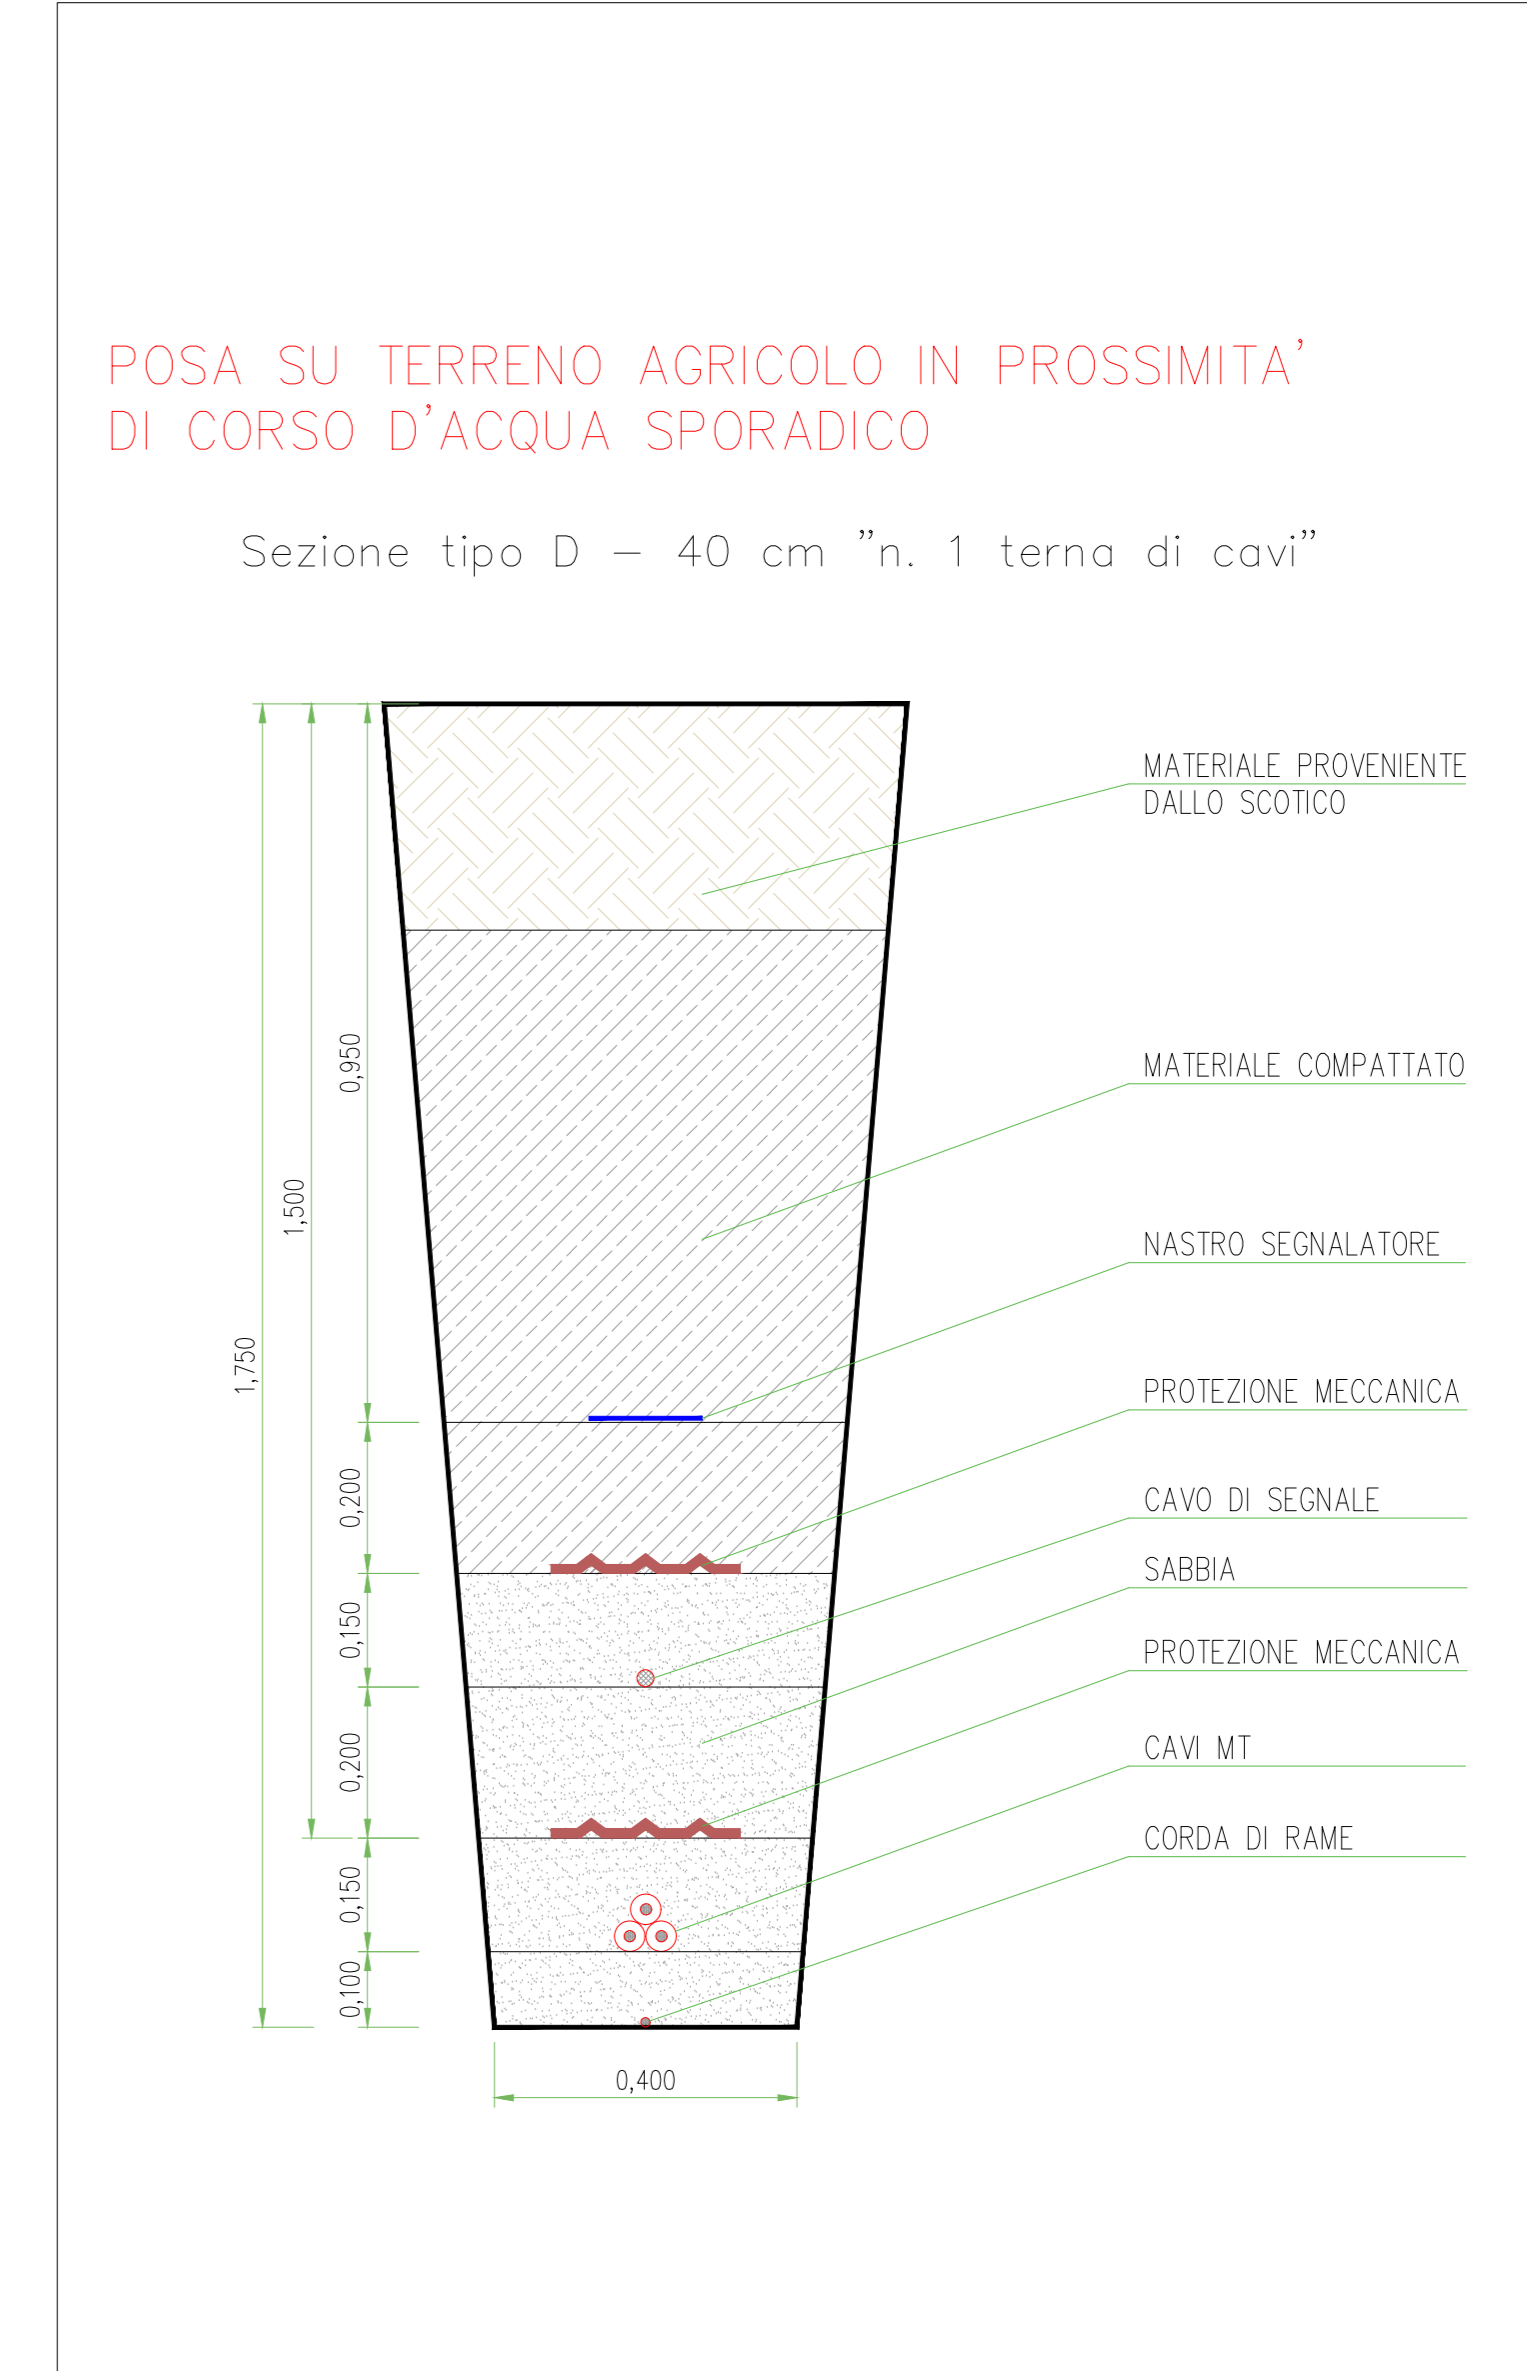 POSA SU TERRENO AGRICOLO IN PROSSIMITA'
DI CORSO D'ACQUA SPORADICO
Sezione tipo D – 40 cm "n. 1 terna di cavi"
MATERIALE PROVENIENTE
DALLO SCOTICO
MATERIALE COMPATTATO
NASTRO SEGNALATORE
PROTEZIONE MECCANICA
CAVO DI SEGNALE
SABBIA
PROTEZIONE MECCANICA
CAVI MT
CORDA DI RAME
1,750
1,500
0,950
0,200
0,150
0,200
0,150
0,100
0,400